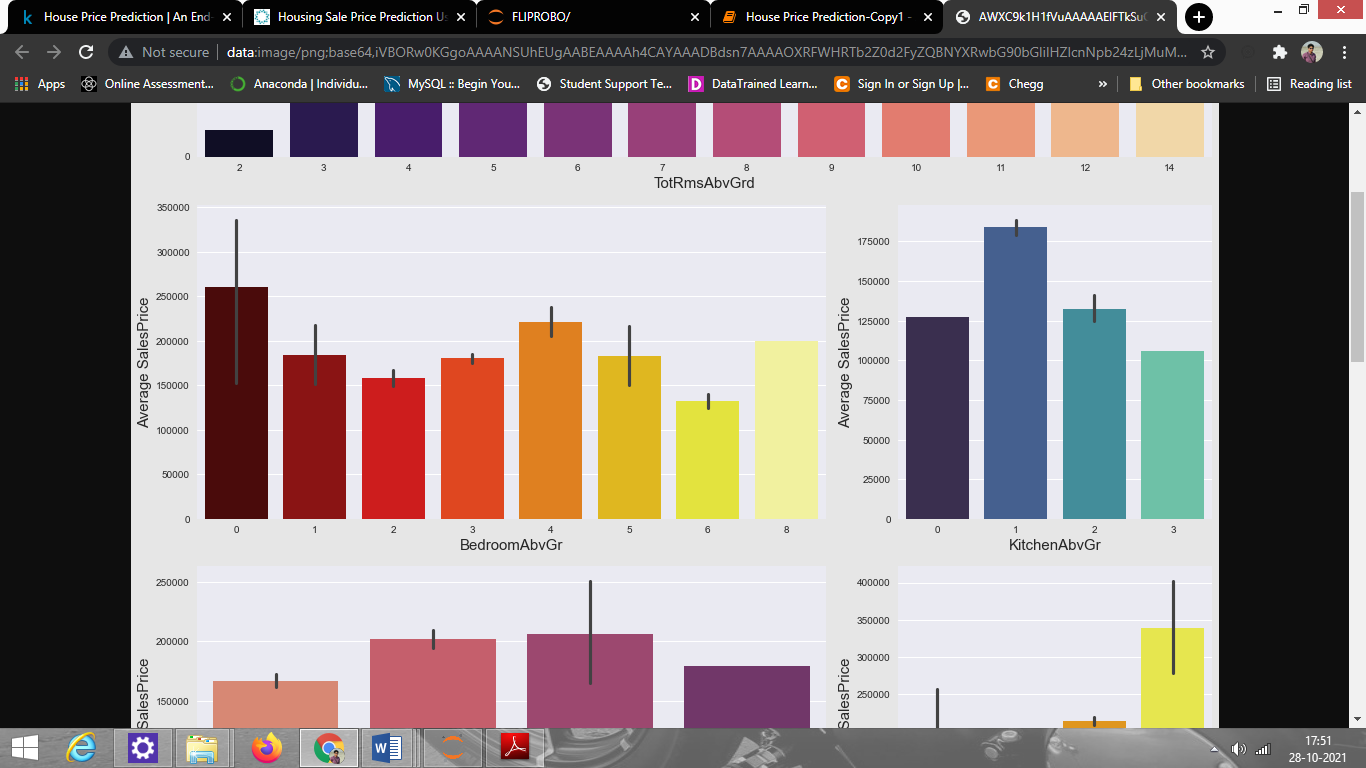 House Price Prediction | An End
Housing Sale Price Prediction Us
FLIPROBO/
House Price Prediction-Copy1 -
AWXC9k1H1fVuAAAAAElFTkSuQ
Not secure | data:image/png;base64,iVBORw0KGgoAAAANSUhEUgAABEAAAAh4CAYAAADBdsn7AAAAOXRFWHRTb2Z0d2FyZQBNYXRwbG90bGliIHZlcnNpb24zLjMuM...
Apps
Online Assessment...
Anaconda | Individu...
MySQL :: Begin You...
Student Support Te...
DataTrained Learn...
Sign In or Sign Up |...
Chegg
»
Other bookmarks
Reading list
0
2 3 4 5 6 7 8 9 10 11 12 14
TotRmsAbvGrd
350000
300000
250000
200000
150000
100000
50000
0
Average SalesPrice
0 1 2 3 4 5 6 8
BedroomAbvGr
175000
150000
125000
100000
75000
50000
25000
0
Average SalesPrice
0 1 2 3
KitchenAbvGr
250000
200000
150000
SalesPrice
400000
350000
300000
250000
SalesPrice
17:51
28-10-2021